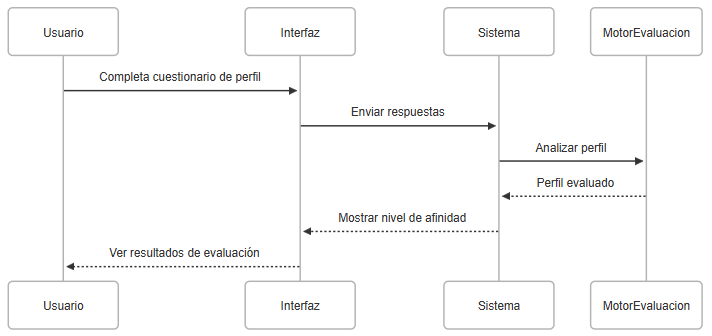 Usuario
Interfaz
Sistema
MotorEvaluacion
Completa cuestionario de perfil
Enviar respuestas
Analizar perfil
Perfil evaluado
Mostrar nivel de afinidad
Ver resultados de evaluación
Usuario
Interfaz
Sistema
MotorEvaluacion